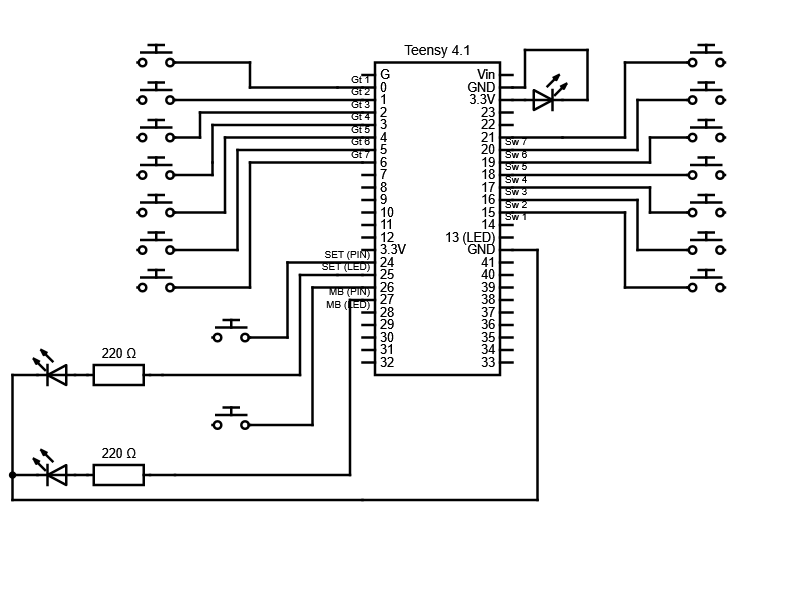 Teensy 4.1
G
Gt 1
0
Gt 2
1
Gt 3
2
Gt 4
3
Gt 5
4
Gt 6
5
Gt 7
6
7
8
9
10
11
12
3.3V
SET (PIN)
24
SET (LED)
25
26
MB (PIN)
27
MB (LED)
28
29
30
31
32
Vin
GND
3.3V
23
22
21
Sw 7
20
Sw 6
19
Sw 5
18
Sw 4
17
Sw 3
16
Sw 2
15
Sw 1
14
13 (LED)
GND
41
40
39
38
37
36
35
34
33
220 Ω
220 Ω